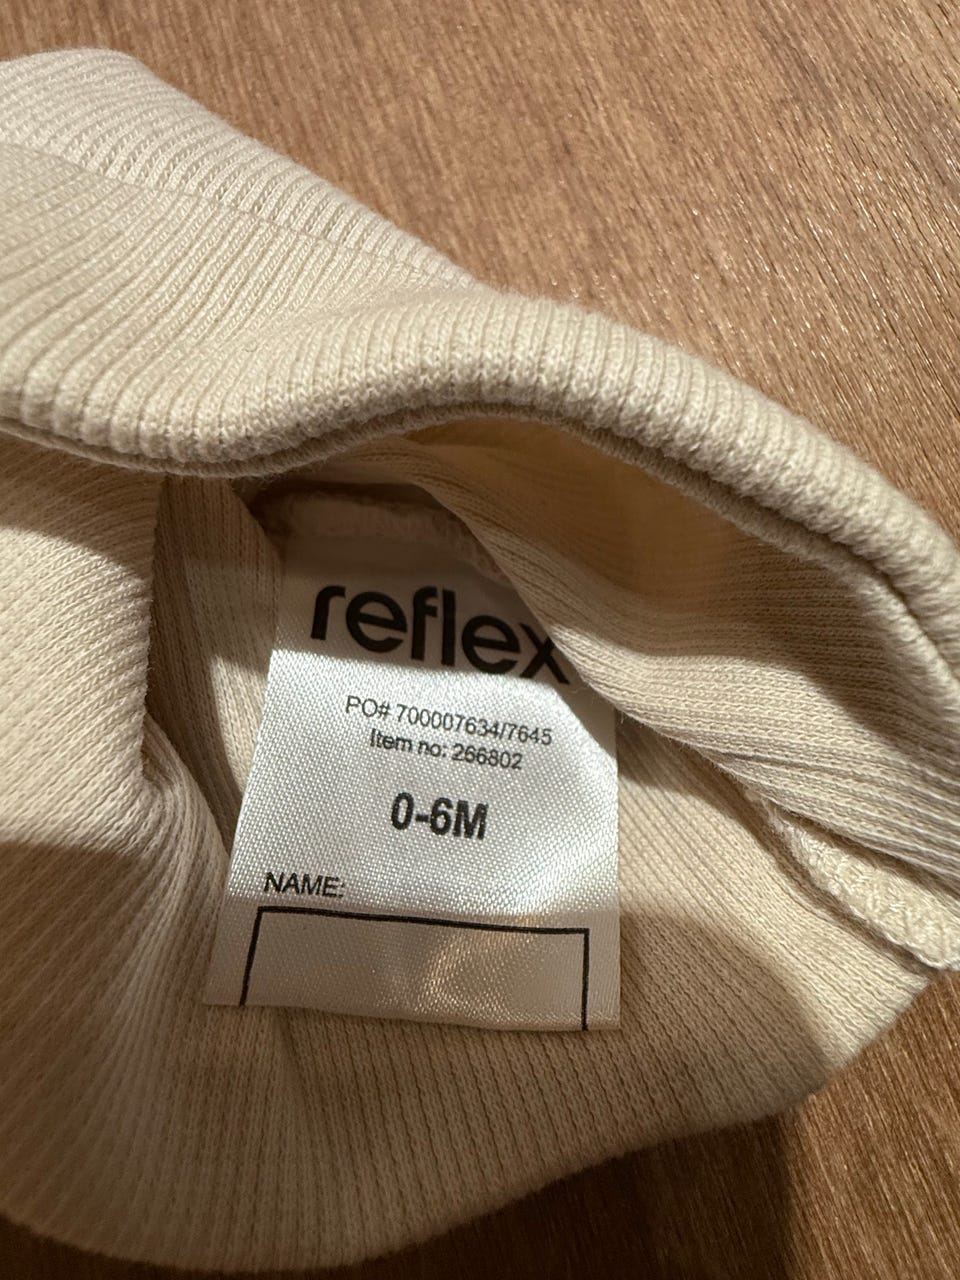 reflex
PO# 700007634/7645
Item no: 266802
0-6M
NAME: